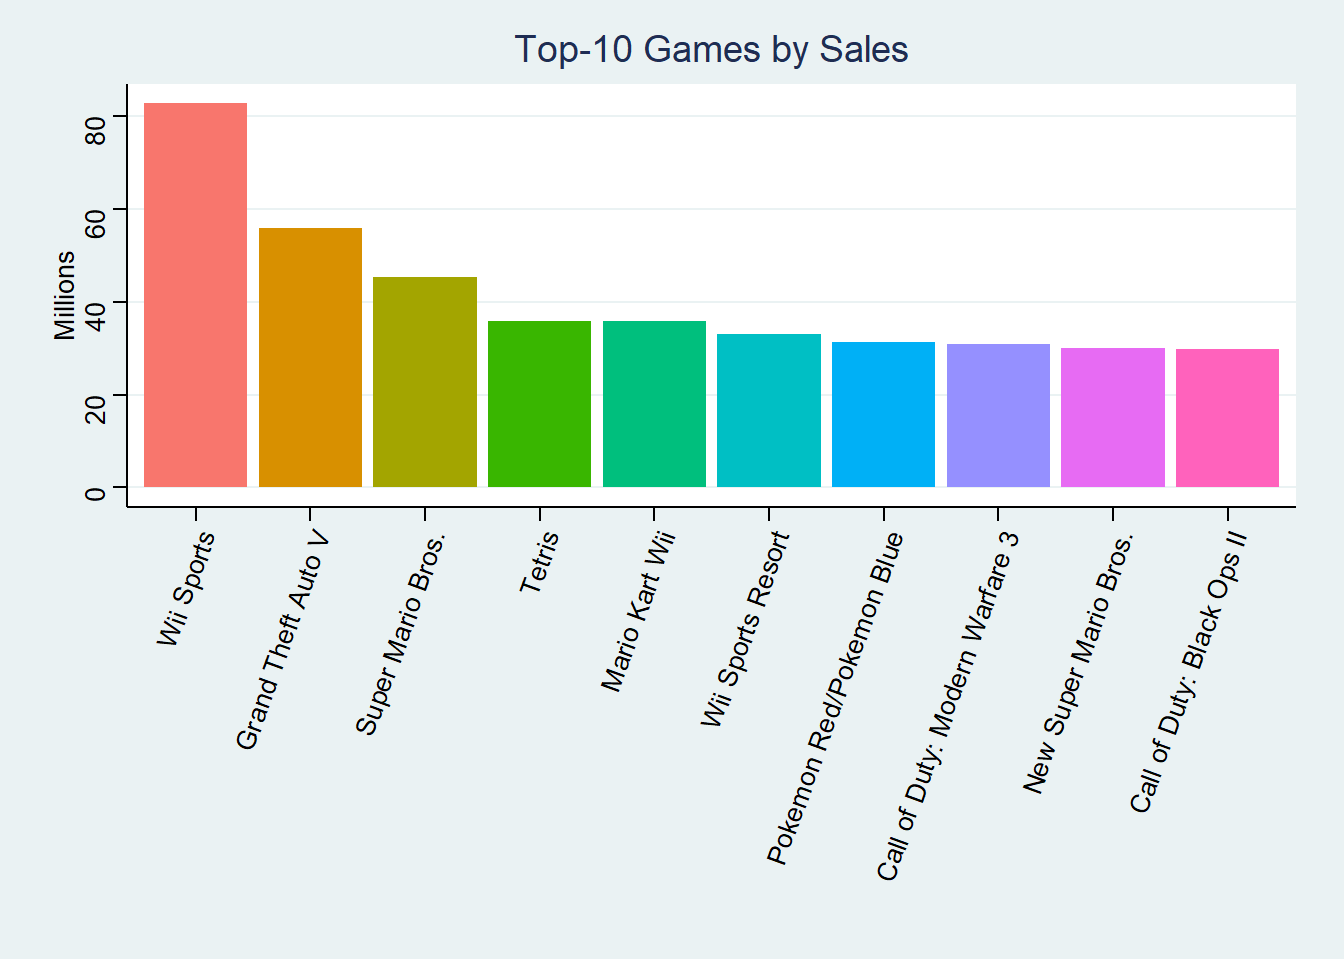 Top-10 Games by Sales
Millions
80
60
40
20
0
Wii Sports
Grand Theft Auto V
Super Mario Bros.
Tetris
Mario Kart Wii
Wii Sports Resort
Pokemon Red/Pokemon Blue
Call of Duty: Modern Warfare 3
New Super Mario Bros.
Call of Duty: Black Ops II